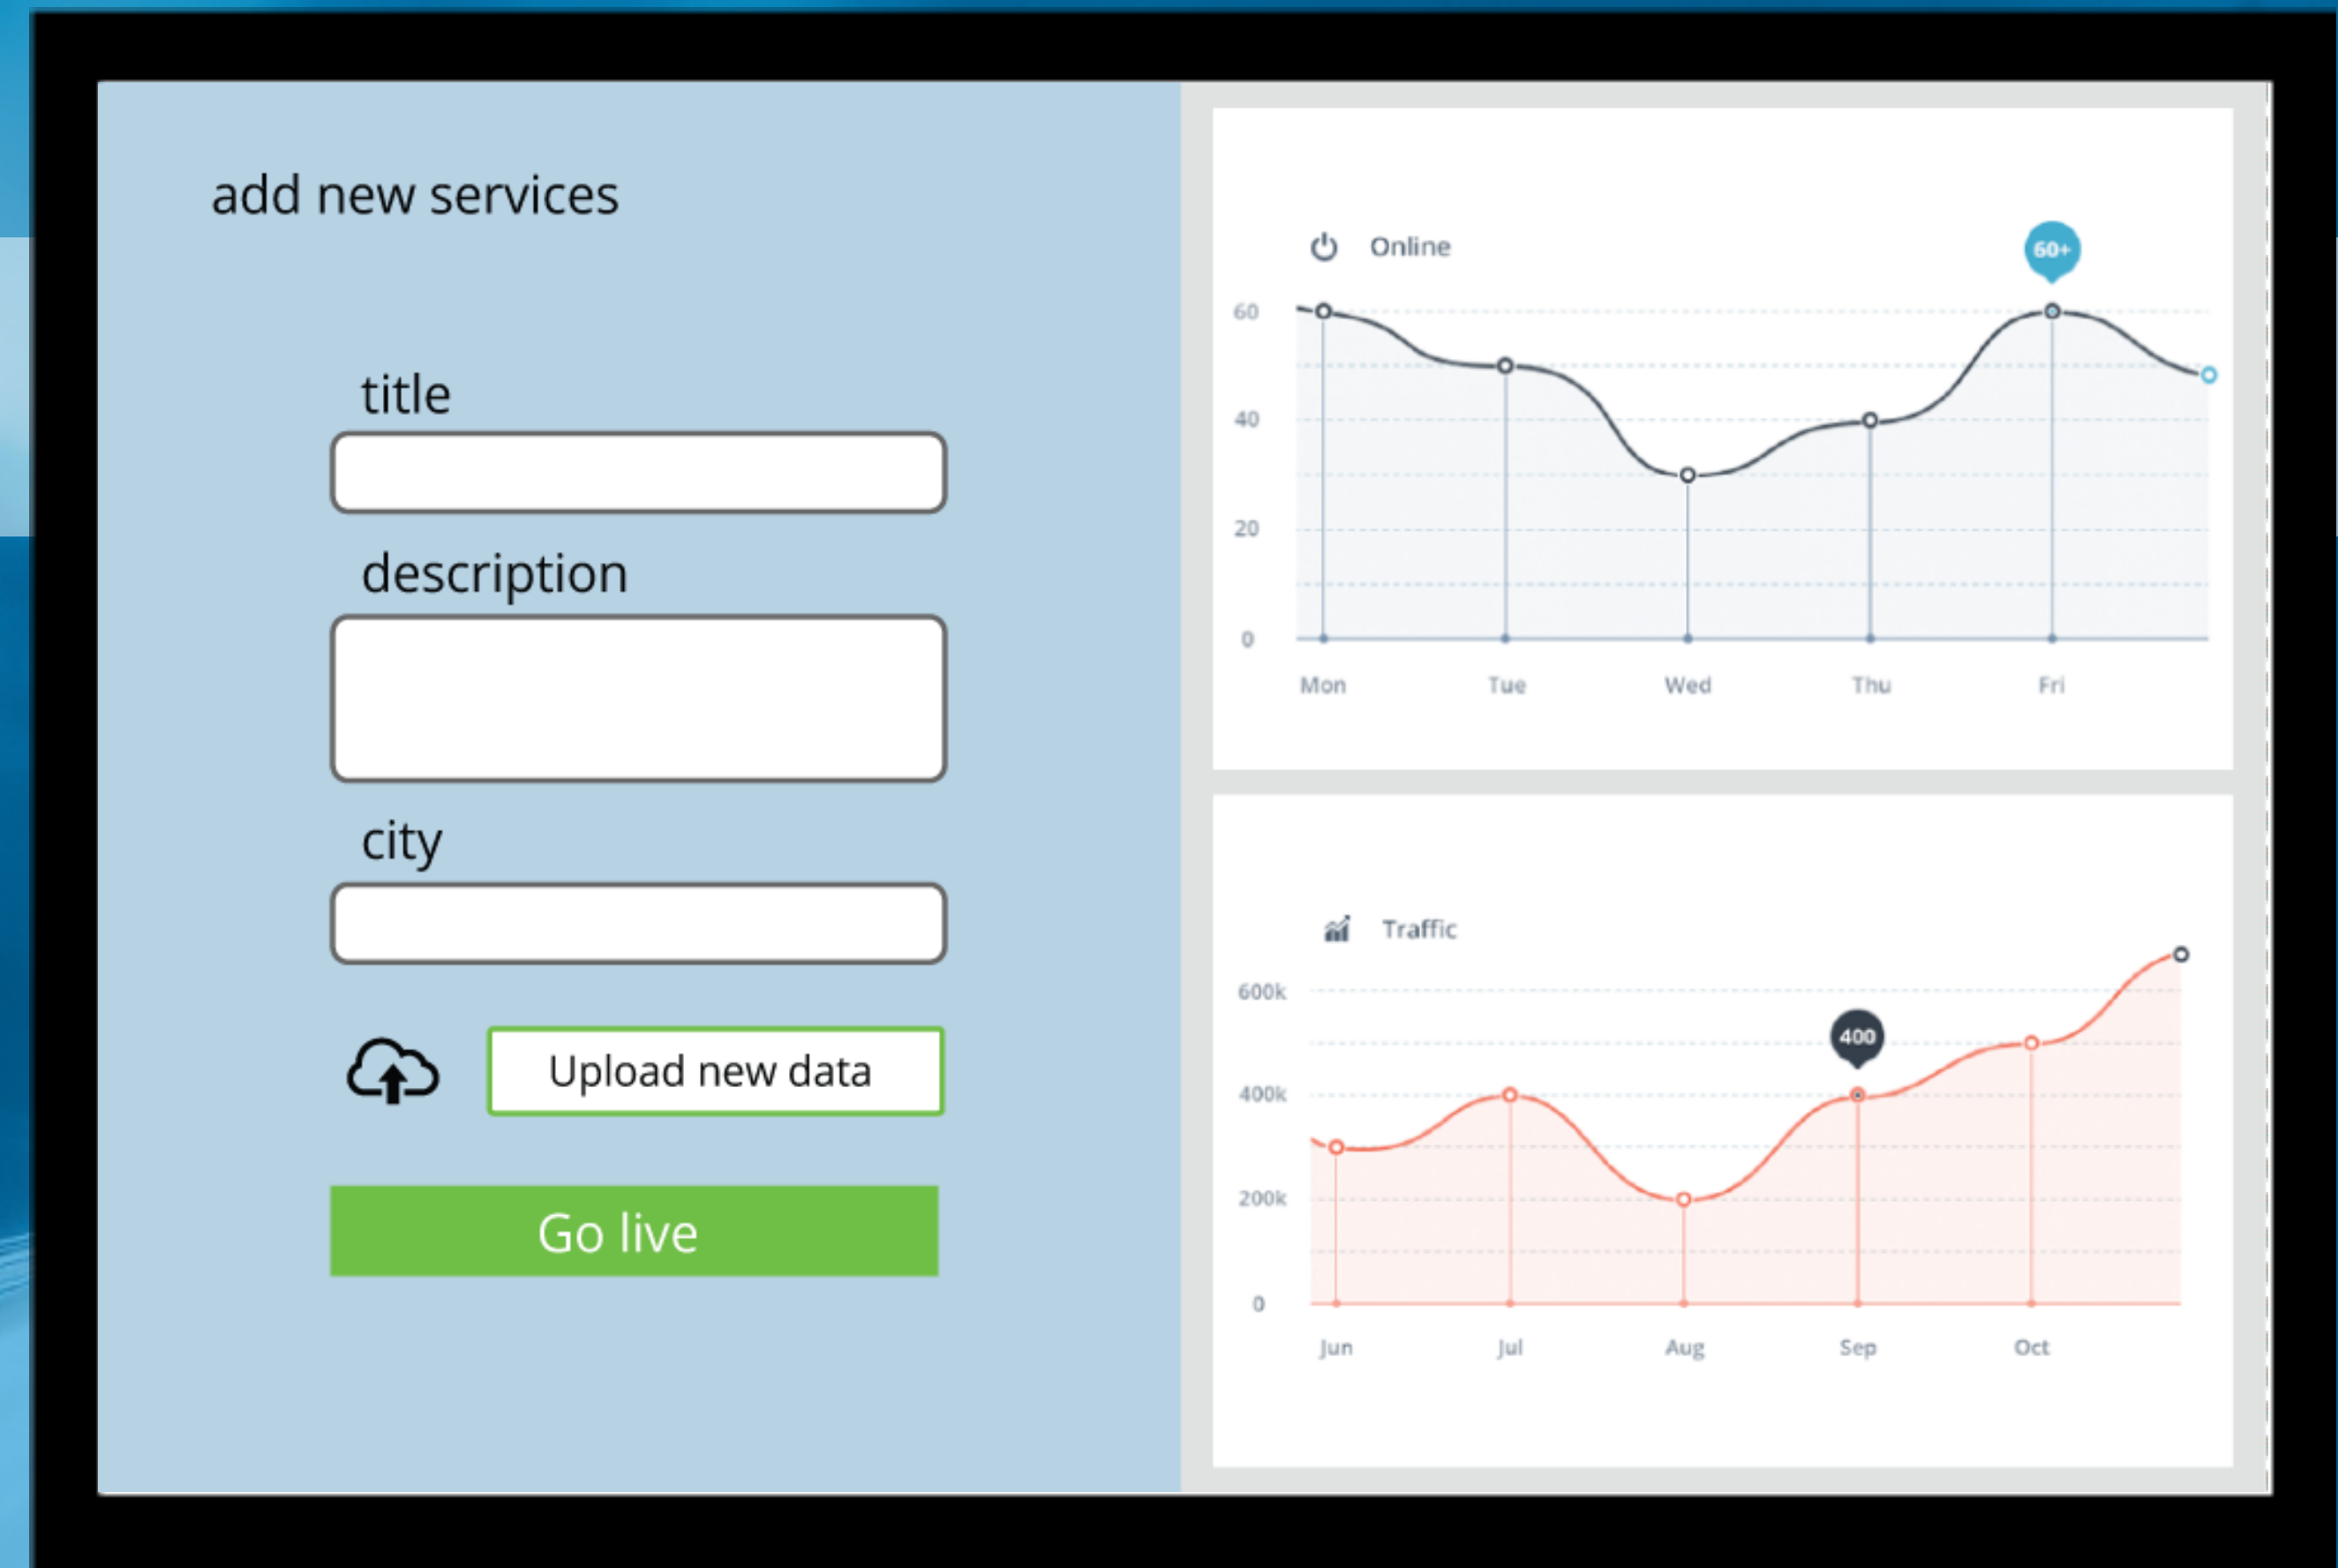 add new services
title
description
city
Upload new data
Go live
Online
60+
60
40
20
0
Mon Tue Wed Thu Fri
Traffic
600k
400
400k
200k
0
Jun Jul Aug Sep Oct